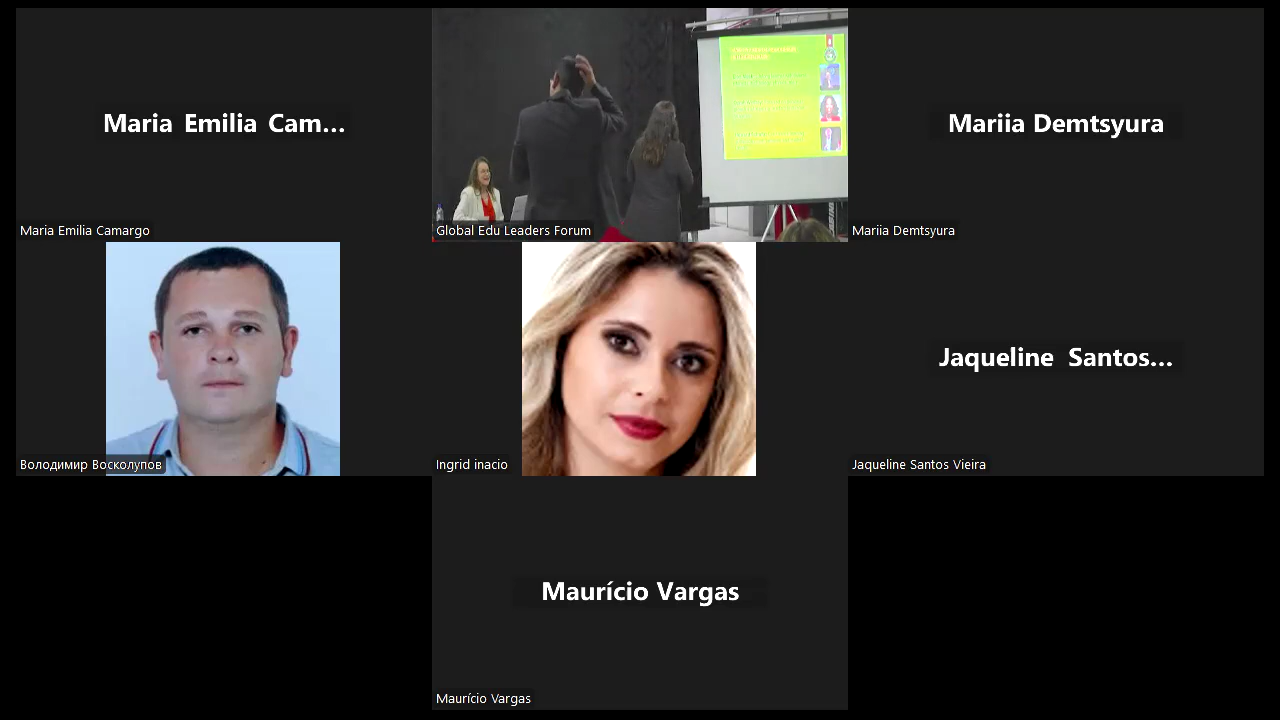 Maria Emilia Cam...
Maria Emilia Camargo
Global Edu Leaders Forum
Mariia Demtsyura
Mariia Demtsyura
Володимир Восколупов
Ingrid inacio
Jaqueline Santos...
Jaqueline Santos Vieira
Maurício Vargas
Maurício Vargas